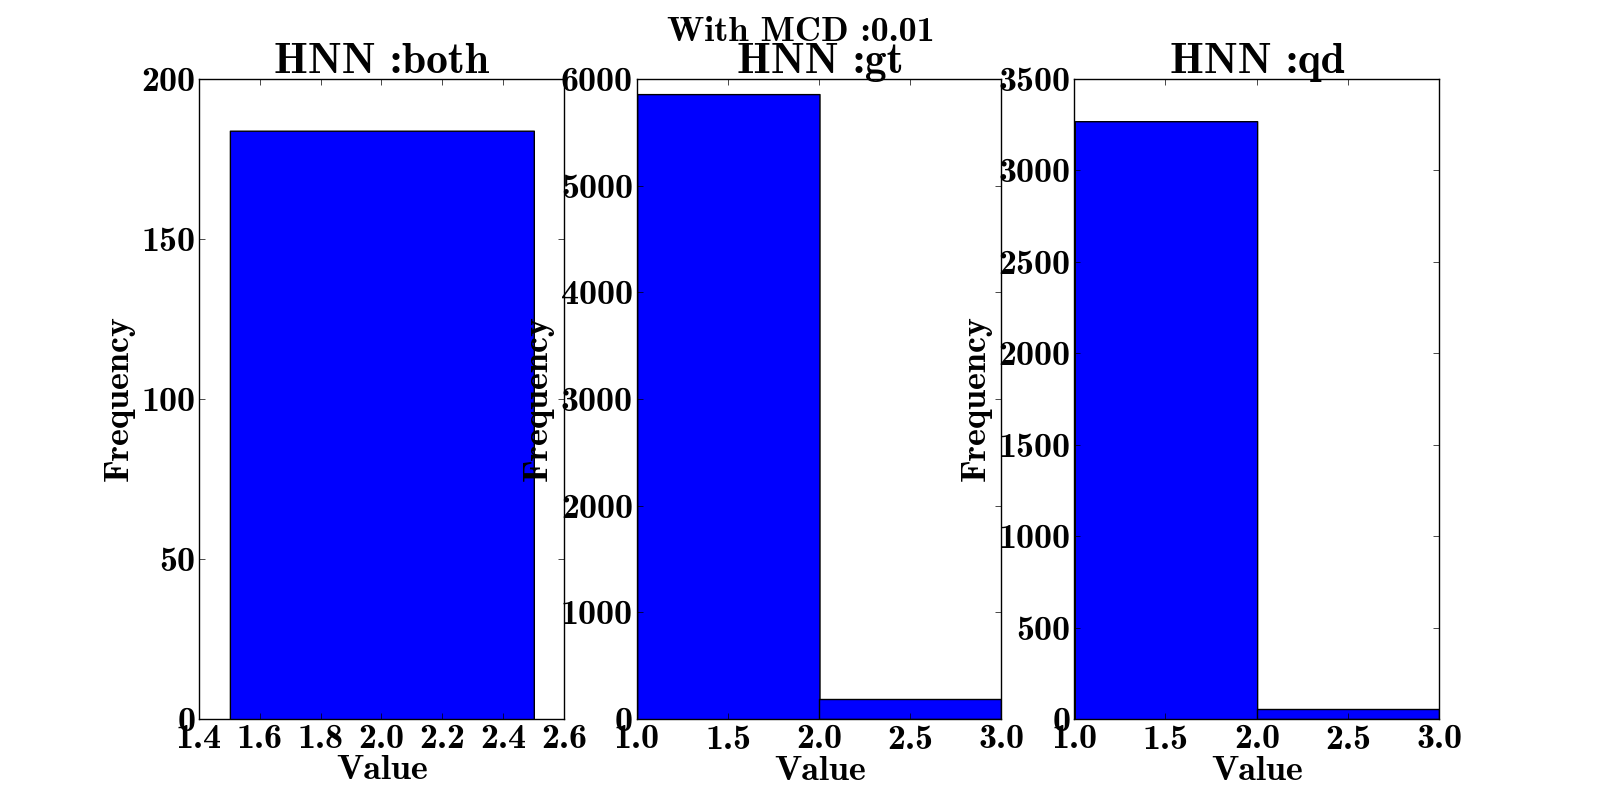 With MCD :0.01
HNN :both
200
150
100
50
0
Frequency
1.4 1.6 1.8 2.0 2.2 2.4 2.6
Value
HNN :gt
6000
5000
4000
3000
2000
1000
0
Frequency
1.0 1.5 2.0 2.5 3.0
Value
HNN :qd
3500
3000
2500
2000
1500
1000
500
0
Frequency
1.0 1.5 2.0 2.5 3.0
Value